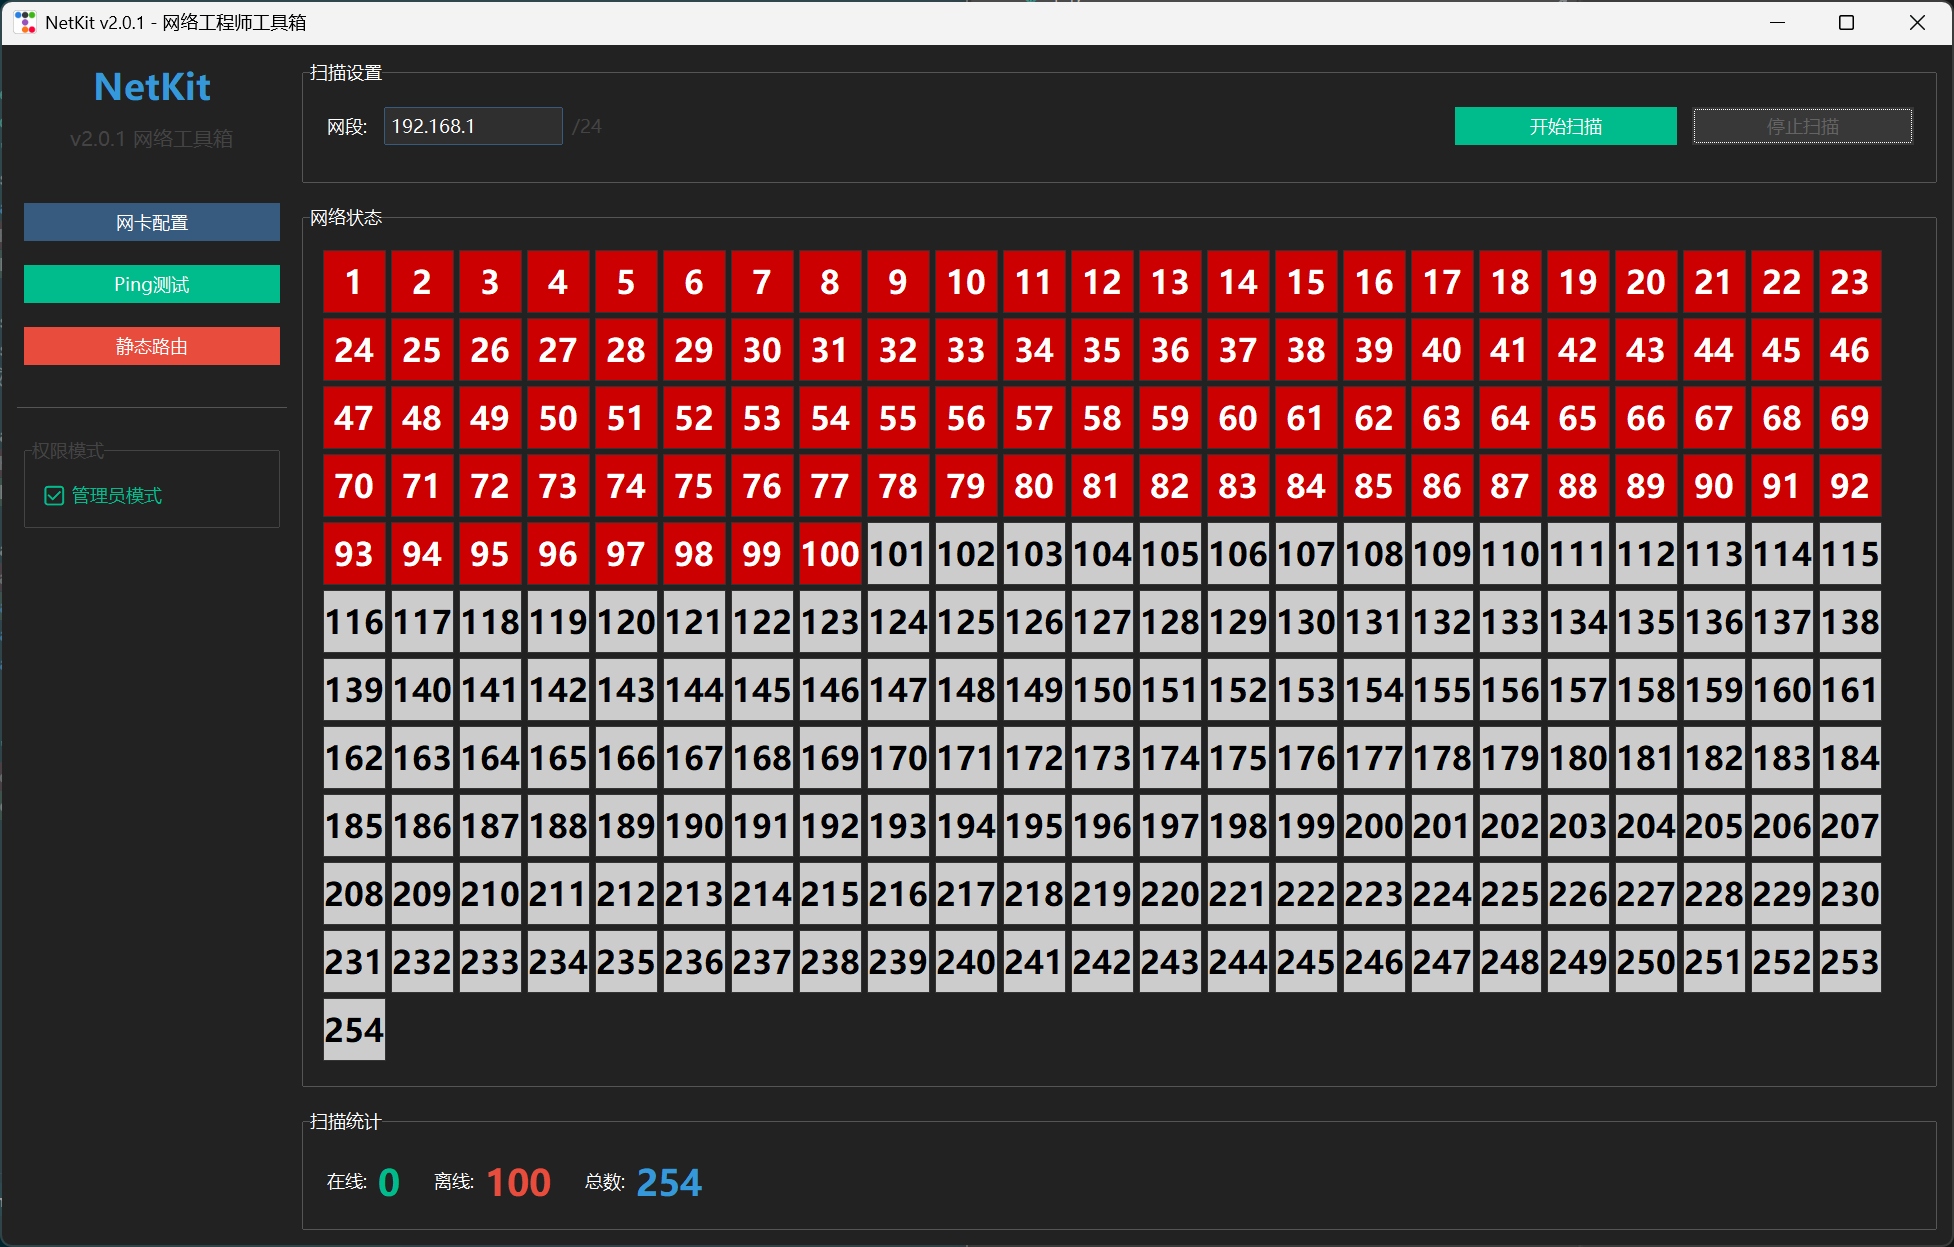 NetKit v2.0.1 - 网络工程师工具箱
NetKit
v2.0.1 网络工具箱
网卡配置
Ping测试
静态路由
权限模式
管理员模式
扫描设置
网段: 192.168.1 /24 开始扫描 停止扫描
网络状态
1 2 3 4 5 6 7 8 9 10 11 12 13 14 15 16 17 18 19 20 21 22 23
24 25 26 27 28 29 30 31 32 33 34 35 36 37 38 39 40 41 42 43 44 45 46
47 48 49 50 51 52 53 54 55 56 57 58 59 60 61 62 63 64 65 66 67 68 69
70 71 72 73 74 75 76 77 78 79 80 81 82 83 84 85 86 87 88 89 90 91 92
93 94 95 96 97 98 99 100 101 102 103 104 105 106 107 108 109 110 111 112 113 114 115
116 117 118 119 120 121 122 123 124 125 126 127 128 129 130 131 132 133 134 135 136 137 138
139 140 141 142 143 144 145 146 147 148 149 150 151 152 153 154 155 156 157 158 159 160 161
162 163 164 165 166 167 168 169 170 171 172 173 174 175 176 177 178 179 180 181 182 183 184
185 186 187 188 189 190 191 192 193 194 195 196 197 198 199 200 201 202 203 204 205 206 207
208 209 210 211 212 213 214 215 216 217 218 219 220 221 222 223 224 225 226 227 228 229 230
231 232 233 234 235 236 237 238 239 240 241 242 243 244 245 246 247 248 249 250 251 252 253
254
扫描统计
在线: 0 离线: 100 总数: 254